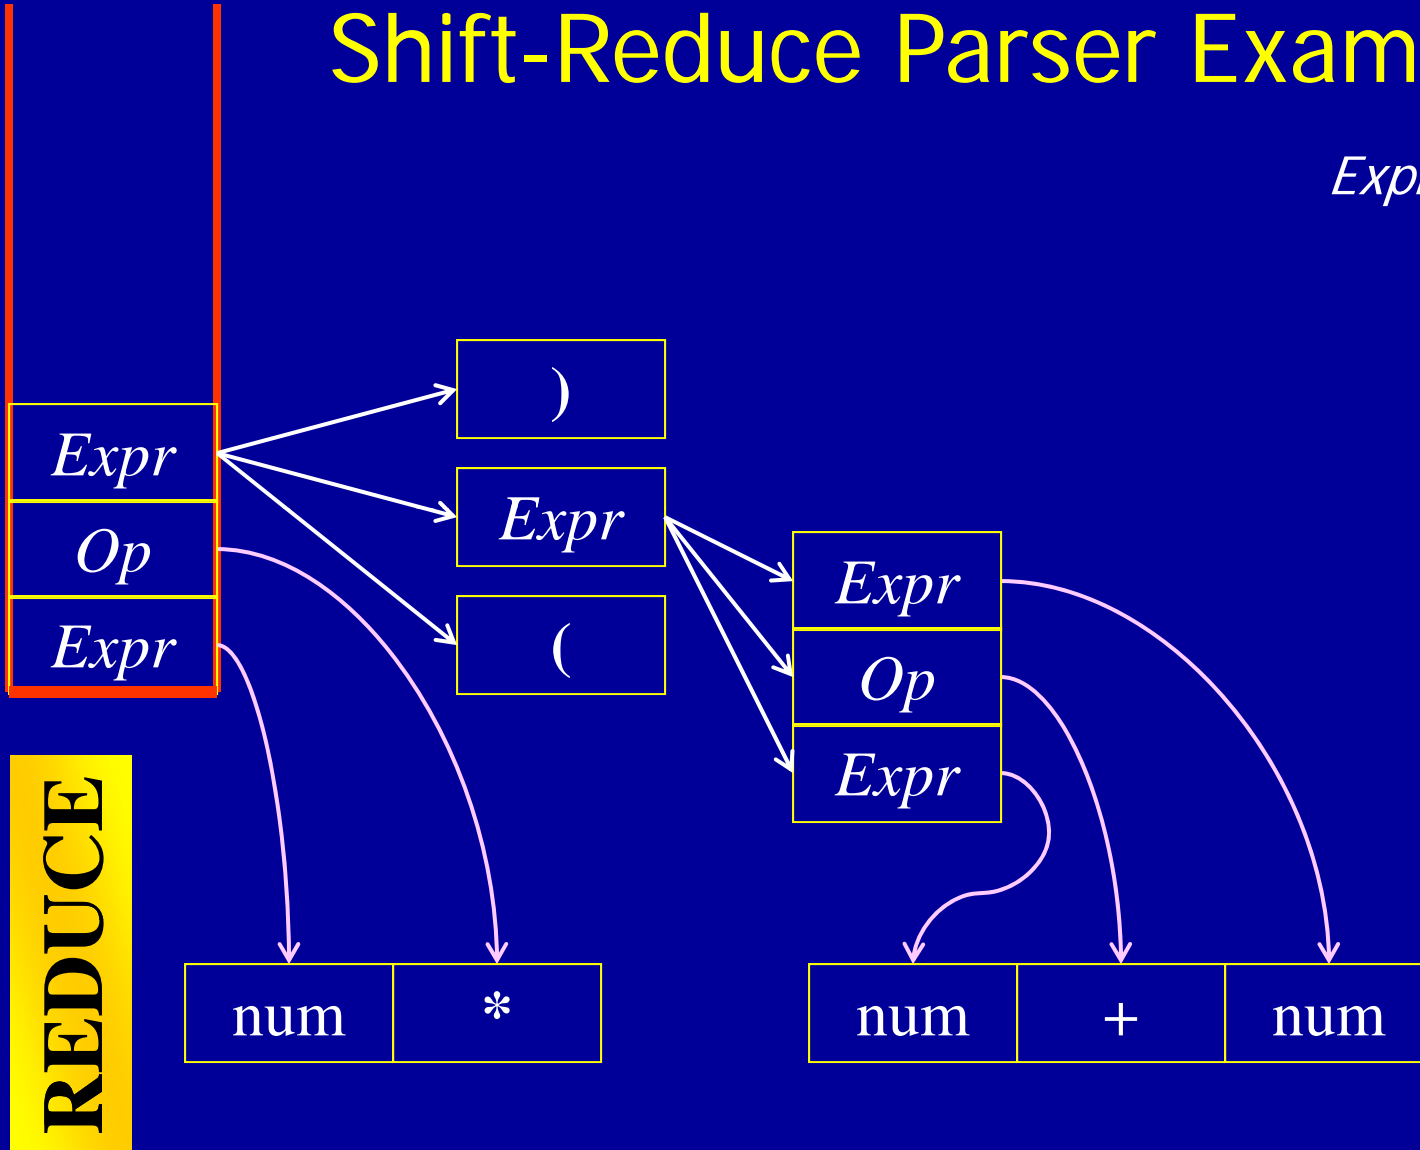 Shift-Reduce Parser Exam
Expr
)
Expr
Expr
Op
(
Expr
Expr
Op
Expr
REDUCE
num * num + num